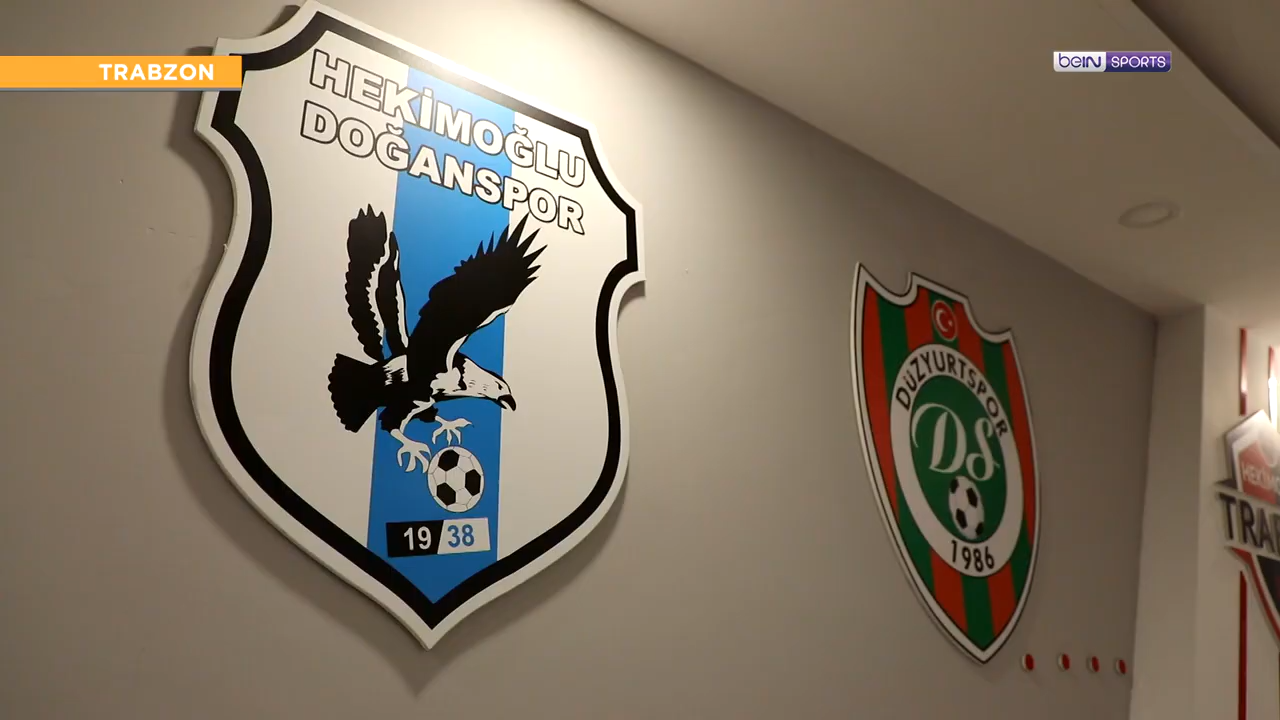 TRABZON
beIN SPORTS
HEKİMOĞLU
DOĞANSPOR
19 38
DÜZYURTSPOR
DS
1986